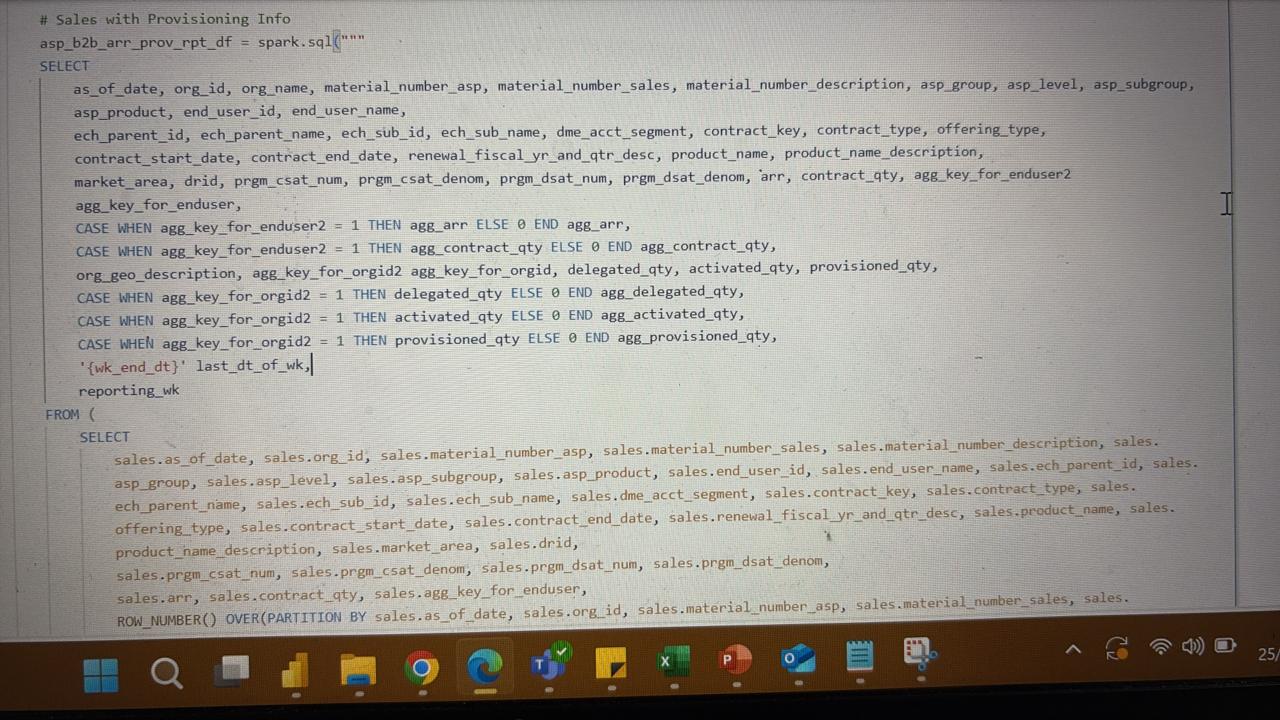 # Sales with Provisioning Info
asp_b2b_arr_prov_rpt_df = spark.sql("""
SELECT
as_of_date, org_id, org_name, material_number_asp, material_number_sales, material_number_description, asp_group, asp_level, asp_subgroup,
asp_product, end_user_id, end_user_name,
ech_parent_id, ech_parent_name, ech_sub_id, ech_sub_name, dme_acct_segment, contract_key, contract_type, offering_type,
contract_start_date, contract_end_date, renewal_fiscal_yr_and_qtr_desc, product_name, product_name_description,
market_area, drid, prgm_csat_num, prgm_csat_denom, prgm_dsat_num, prgm_dsat_denom, arr, contract_qty, agg_key_for_enduser2
agg_key_for_enduser,
CASE WHEN agg_key_for_enduser2 = 1 THEN agg_arr ELSE 0 END agg_arr,
CASE WHEN agg_key_for_enduser2 = 1 THEN agg_contract_qty ELSE 0 END agg_contract_qty,
org_geo_description, agg_key_for_orgid2 agg_key_for_orgid, delegated_qty, activated_qty, provisioned_qty,
CASE WHEN agg_key_for_orgid2 = 1 THEN delegated_qty ELSE 0 END agg_delegated_qty,
CASE WHEN agg_key_for_orgid2 = 1 THEN activated_qty ELSE 0 END agg_activated_qty,
CASE WHEN agg_key_for_orgid2 = 1 THEN provisioned_qty ELSE 0 END agg_provisioned_qty,
'{wk_end_dt}' last_dt_of_wk,
reporting_wk
FROM (
SELECT
sales.as_of_date, sales.org_id, sales.material_number_asp, sales.material_number_sales, sales.material_number_description, sales.
asp_group, sales.asp_level, sales.asp_subgroup, sales.asp_product, sales.end_user_id, sales.end_user_name, sales.ech_parent_id, sales.
ech_parent_name, sales.ech_sub_id, sales.ech_sub_name, sales.dme_acct_segment, sales.contract_key, sales.contract_type, sales.
offering_type, sales.contract_start_date, sales.contract_end_date, sales.renewal_fiscal_yr_and_qtr_desc, sales.product_name, sales.
product_name_description, sales.market_area, sales.drid,
sales.prgm_csat_num, sales.prgm_csat_denom, sales.prgm_dsat_num, sales.prgm_dsat_denom,
sales.arr, sales.contract_qty, sales.agg_key_for_enduser,
ROW_NUMBER() OVER(PARTITION BY sales.as_of_date, sales.org_id, sales.material_number_asp, sales.material_number_sales, sales.
25/